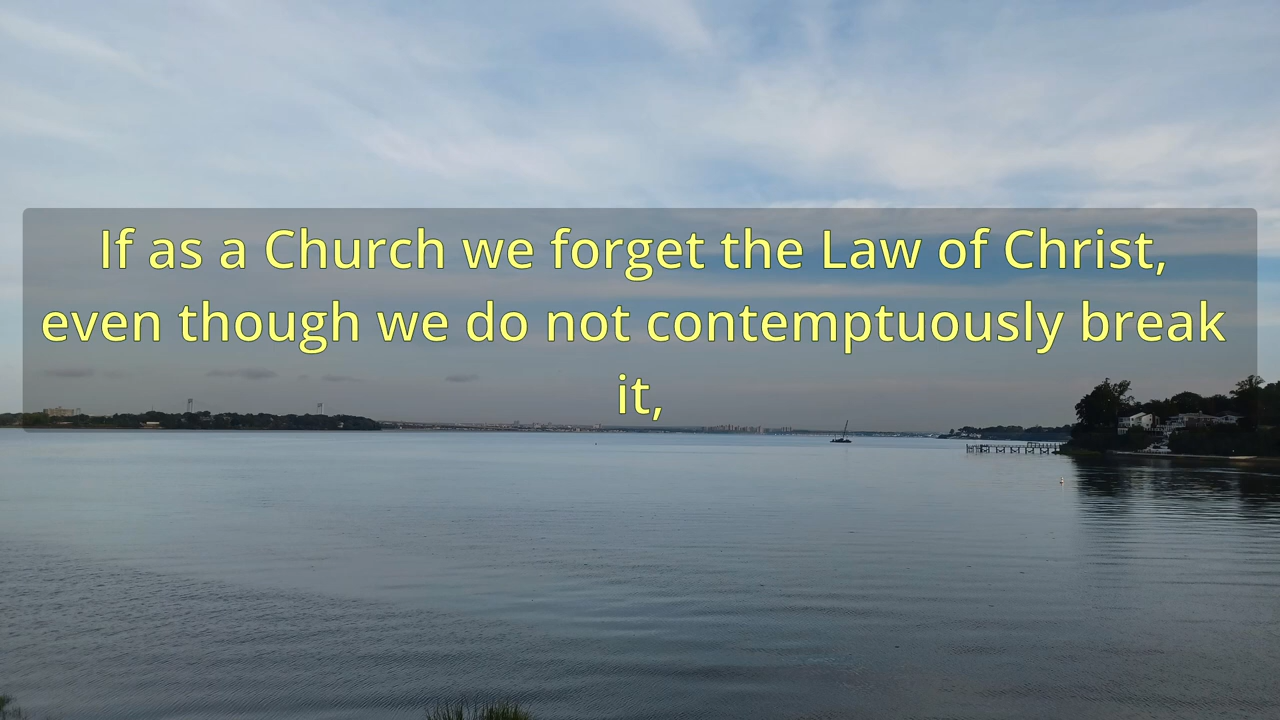 If as a Church we forget the Law of Christ,
even though we do not contemptuously break
it,